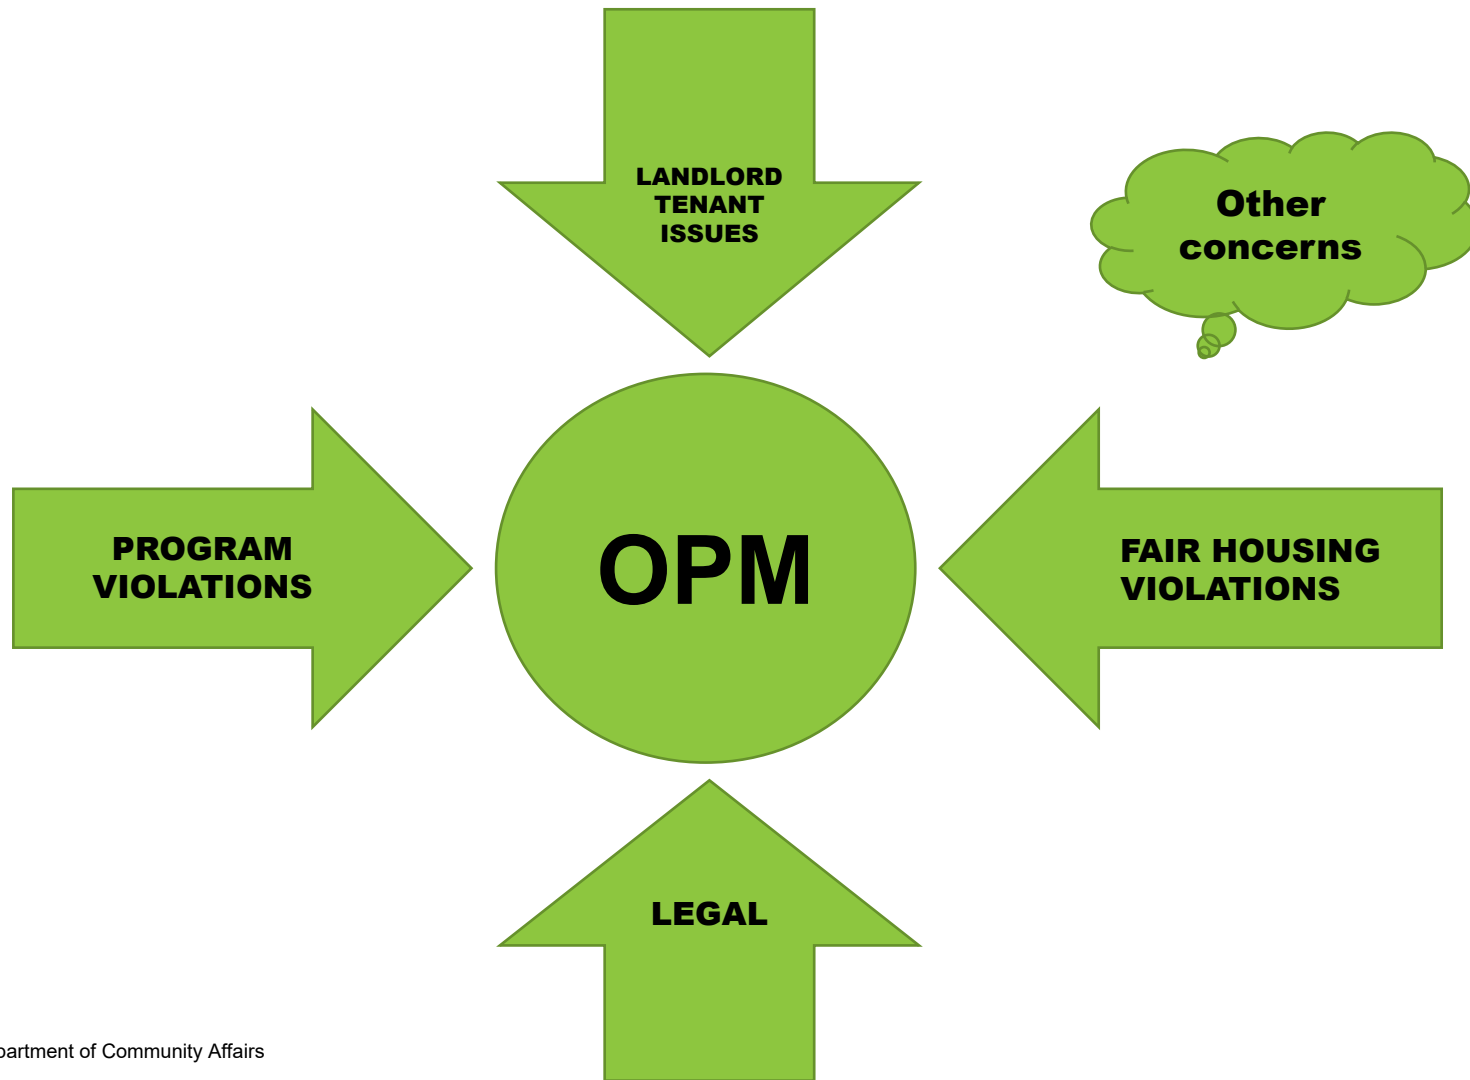 LANDLORD
TENANT
ISSUES
Other
concerns
PROGRAM
VIOLATIONS
OPM
FAIR HOUSING
VIOLATIONS
LEGAL
partment of Community Affairs